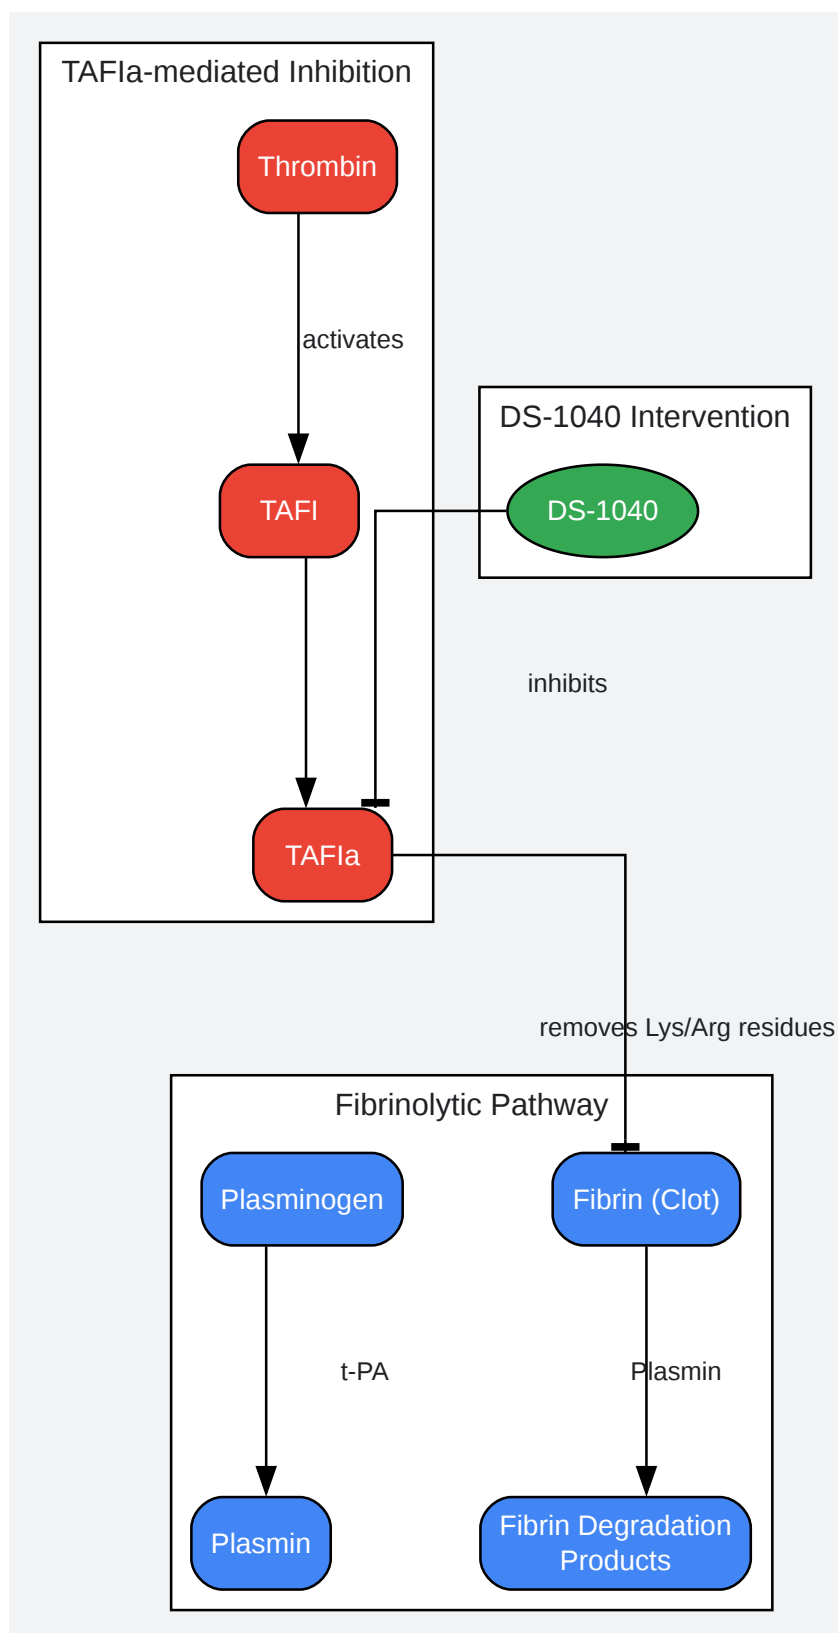 TAFIa-mediated Inhibition
Thrombin
activates
DS-1040 Intervention
TAFI
DS-1040
inhibits
TAFIa
removes Lys/Arg residues
Fibrinolytic Pathway
Plasminogen
Fibrin (Clot)
t-PA
Plasmin
Plasmin
Fibrin Degradation
Products